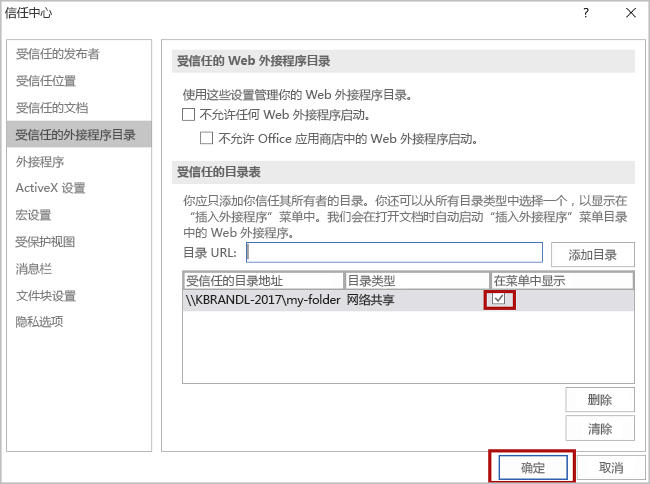 信任中心
?
受信任的发布者
受信任位置
受信任的文档
受信任的外接程序目录
外接程序
ActiveX 设置
宏设置
受保护视图
消息栏
文件块设置
隐私选项
受信任的 Web 外接程序目录
使用这些设置管理你的 Web 外接程序目录。
不允许任何 Web 外接程序启动。
不允许 Office 应用商店中的 Web 外接程序启动。
受信任的目录表
你应只添加你信任其所有者的目录。你还可以从所有目录类型中选择一个，以显示在
“插入外接程序”菜单中。我们会在打开文档时自动启动“插入外接程序”菜单目录
中的 Web 外接程序。
目录 URL:
添加目录
受信任的目录地址 目录类型 在菜单中显示
\\KBRANDL-2017\my-folder 网络共享
删除
清除
确定 取消